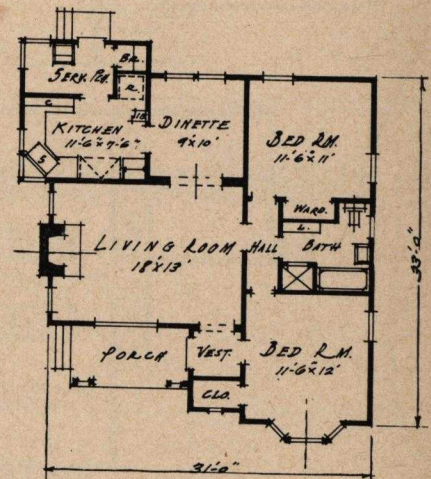 BR.
SERV. PCH.
R.
C
KITCHEN
11'-6" X 7'-6"
DINETTE
9' X 10'
BED RM.
11'-6" X 11'
S
WARD.
L.
LIVING ROOM
18' X 13'
HALL
BATH
33'-0"
PORCH
VEST.
BED RM.
11'-6" X 12'
CLO.
31'-0"